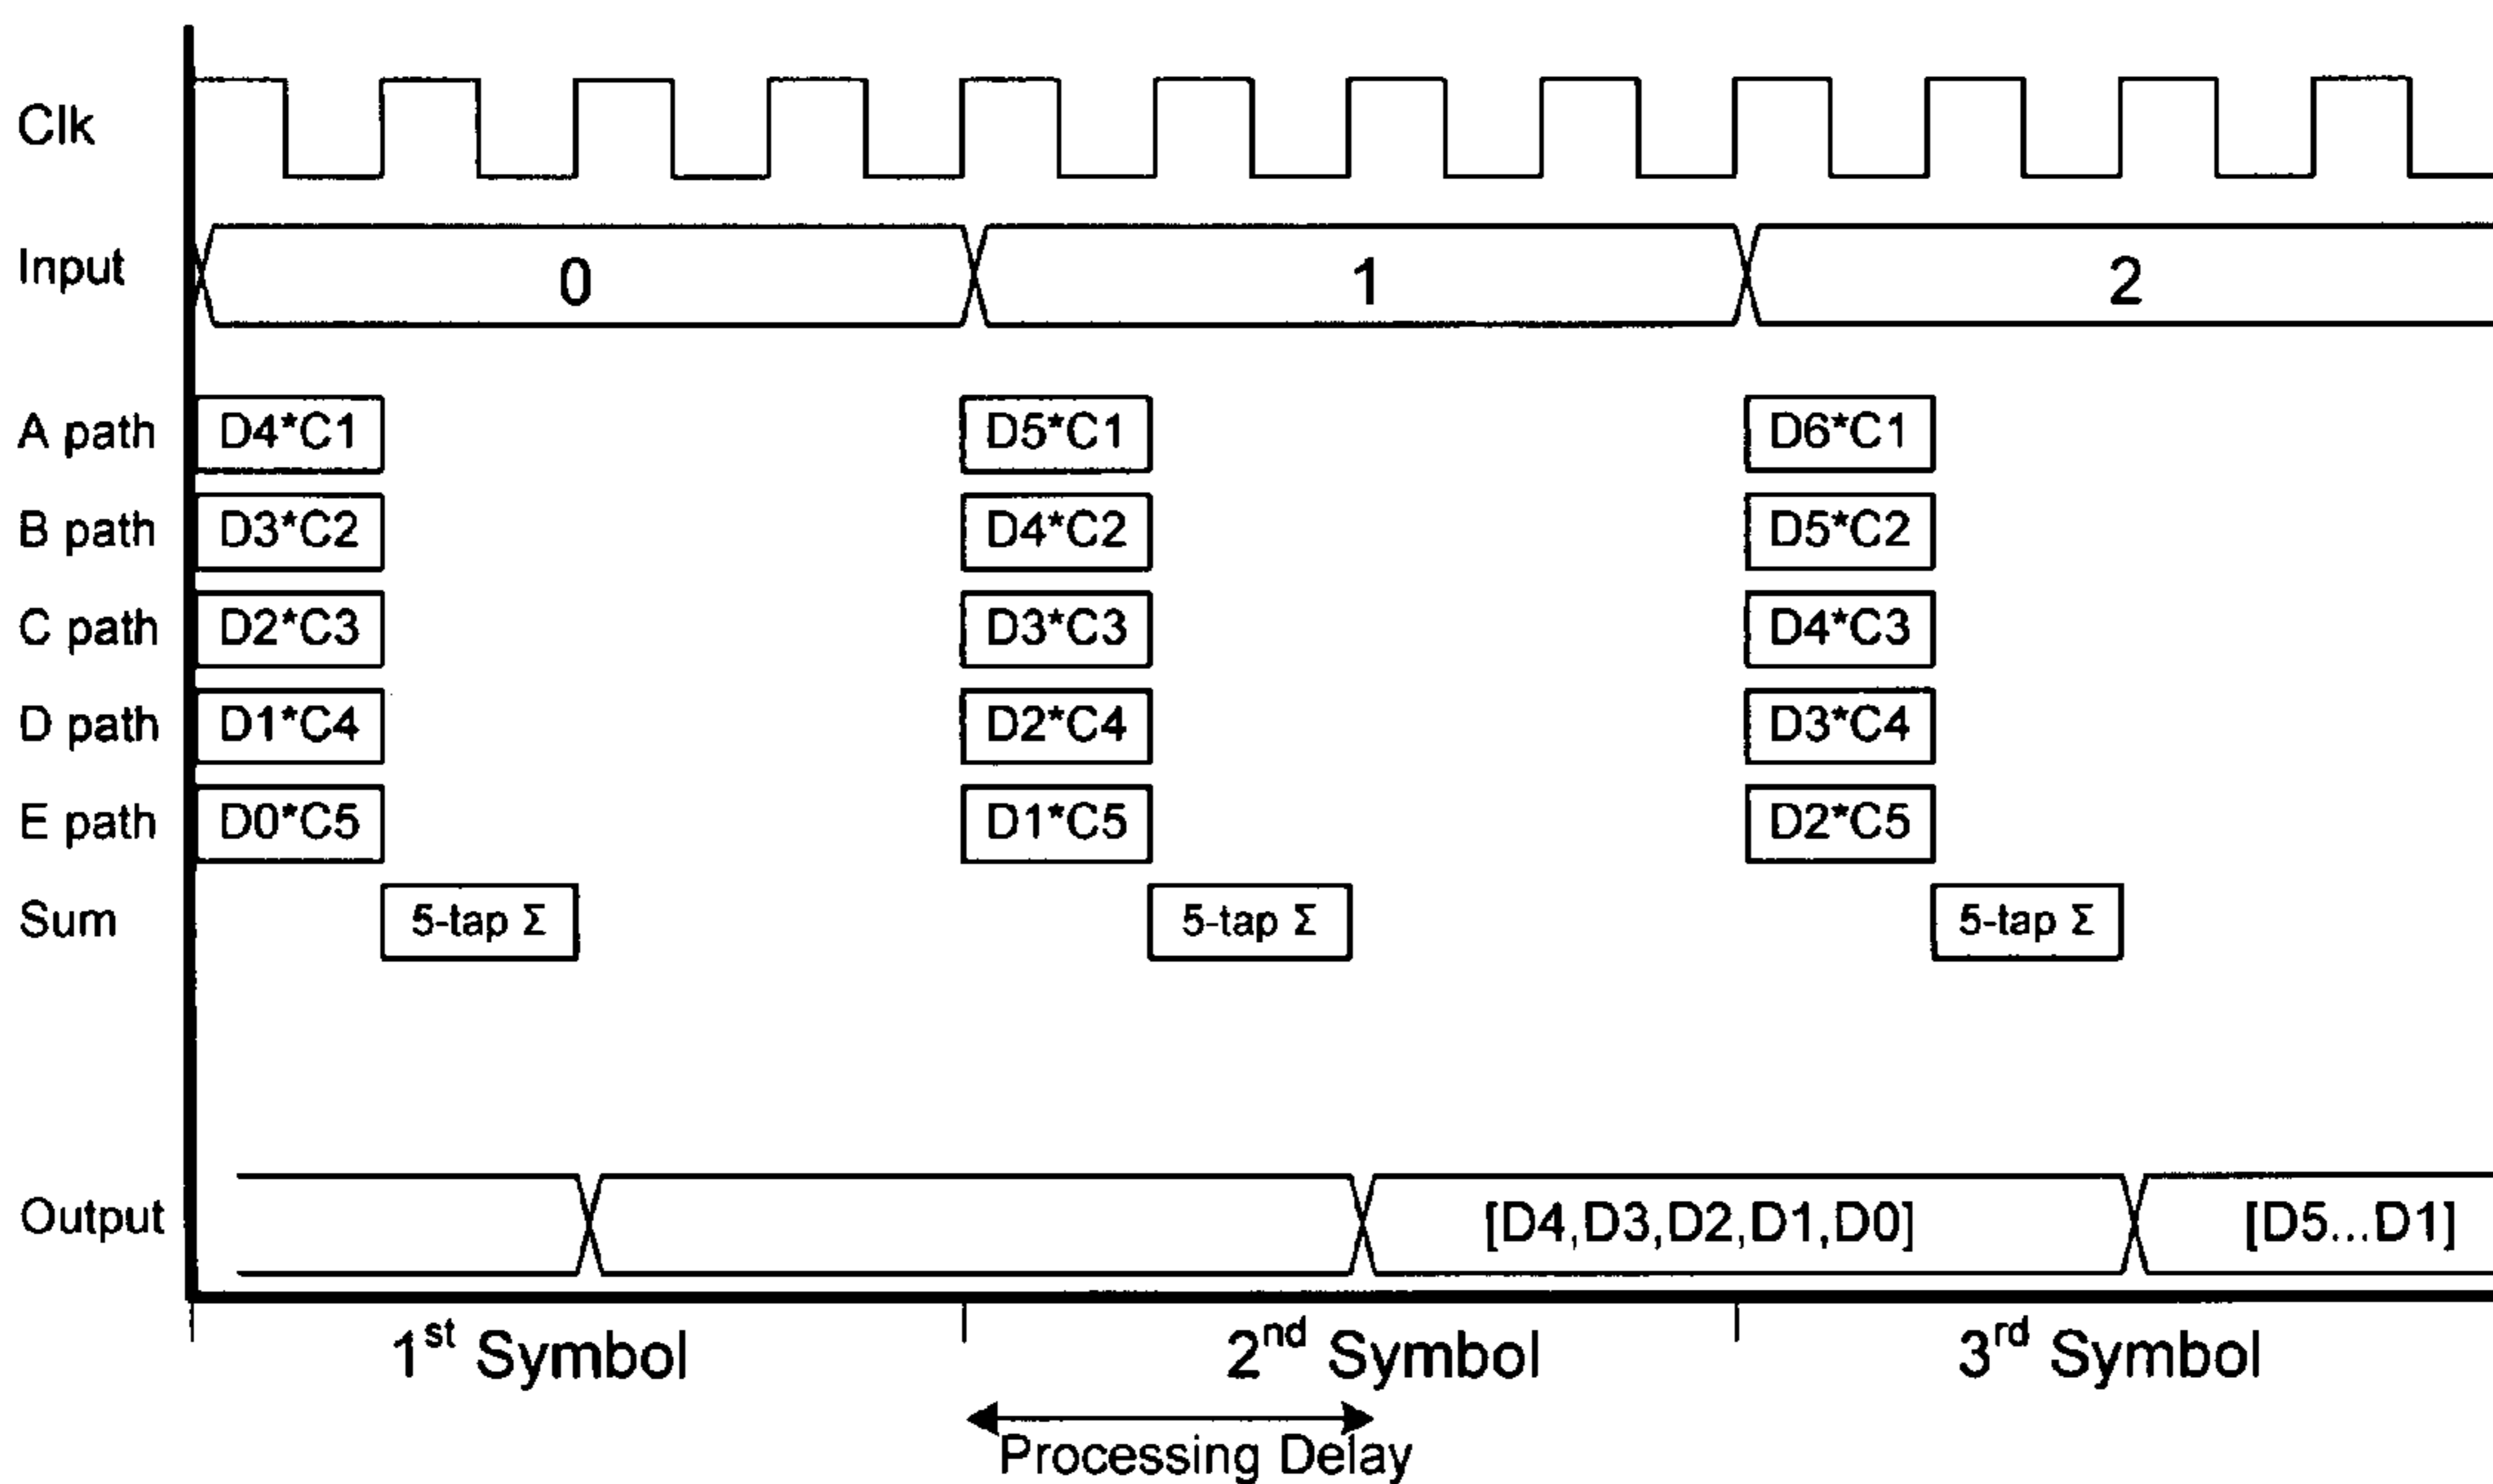 Clk
Input 0 1 2
A path D4*C1 D5*C1 D6*C1
B path D3*C2 D4*C2 D5*C2
C path D2*C3 D3*C3 D4*C3
D path D1*C4 D2*C4 D3*C4
E path D0*C5 D1*C5 D2*C5
Sum 5-tap Σ 5-tap Σ 5-tap Σ
Output [D4,D3,D2,D1,D0] [D5...D1]
1st Symbol 2nd Symbol 3rd Symbol
Processing Delay